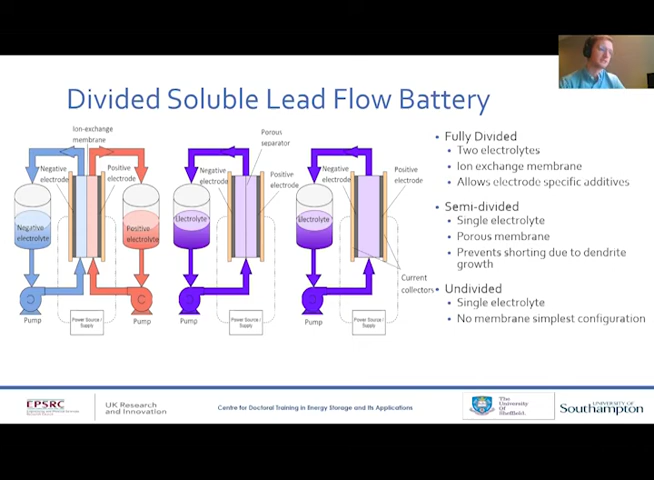 Divided Soluble Lead Flow Battery
Ion-exchange
membrane
Negative
electrode
Positive
electrode
Negative
electrolyte
Positive
electrolyte
Pump
Pump
Power Source /
Supply
Porous
separator
Negative
electrode
Positive
electrode
Electrolyte
Pump
Power Source /
Supply
Negative
electrode
Positive
electrode
Electrolyte
Current
collectors
Pump
Power Source /
Supply
• Fully Divided
• Two electrolytes
• Ion exchange membrane
• Allows electrode specific additives
• Semi-divided
• Single electrolyte
• Porous membrane
• Prevents shorting due to dendrite
growth
• Undivided
• Single electrolyte
• No membrane simplest configuration
EPSRC
UK Research
and Innovation
Centre for Doctoral Training in Energy Storage and Its Applications
The
University
Of
Sheffield.
UNIVERSITY OF
Southampton